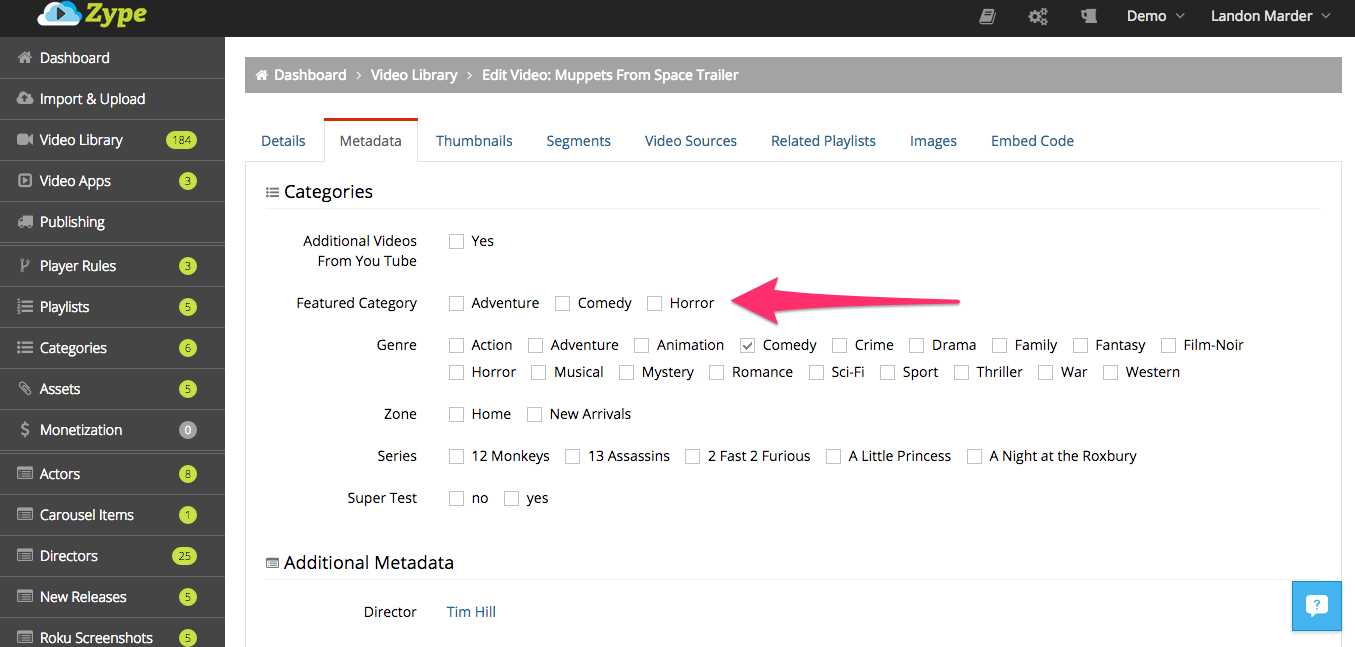 Zype
Demo Landon Marder
Dashboard
Import & Upload
Video Library 184
Video Apps 3
Publishing
Player Rules 3
Playlists 5
Categories 6
Assets 5
Monetization 0
Actors 8
Carousel Items 1
Directors 25
New Releases 5
Roku Screenshots 5
Dashboard > Video Library > Edit Video: Muppets From Space Trailer
Details Metadata Thumbnails Segments Video Sources Related Playlists Images Embed Code
Categories
Additional Videos
From You Tube Yes
Featured Category Adventure Comedy Horror
Genre Action Adventure Animation Comedy Crime Drama Family Fantasy Film-Noir
Horror Musical Mystery Romance Sci-Fi Sport Thriller War Western
Zone Home New Arrivals
Series 12 Monkeys 13 Assassins 2 Fast 2 Furious A Little Princess A Night at the Roxbury
Super Test no yes
Additional Metadata
Director Tim Hill
?